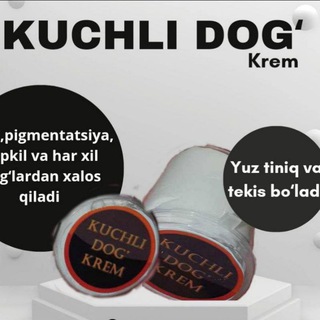 KUCHLI DOG‘
Krem
,pigmentatsiya,
pkil va har xil
g‘lardan xalos
qiladi
Yuz tiniq va
tekis bo‘lad
KUCHLI
DOG‘
KREM
KUCHLI
DOG‘
KREM